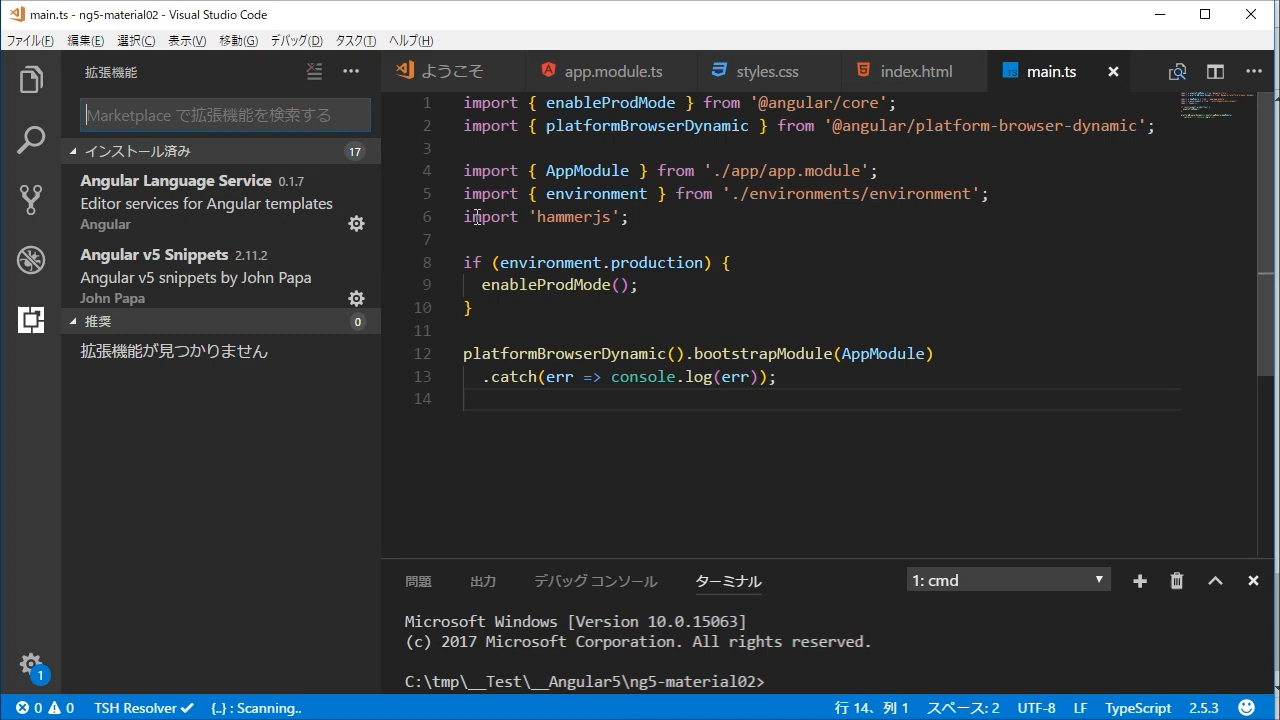 main.ts - ng5-material02 - Visual Studio Code
ファイル(F) 編集(E) 選択(C) 表示(V) 移動(G) デバッグ(D) タスク(T) ヘルプ(H)
拡張機能
Marketplace で拡張機能を検索する
インストール済み 17
Angular Language Service 0.1.7
Editor services for Angular templates
Angular
Angular v5 Snippets 2.11.2
Angular v5 snippets by John Papa
John Papa
推奨 0
拡張機能が見つかりません
1
ようこそ app.module.ts styles.css index.html main.ts
1 import { enableProdMode } from '@angular/core';
2 import { platformBrowserDynamic } from '@angular/platform-browser-dynamic';
3
4 import { AppModule } from './app/app.module';
5 import { environment } from './environments/environment';
6 import 'hammerjs';
7
8 if (environment.production) {
9 enableProdMode();
10 }
11
12 platformBrowserDynamic().bootstrapModule(AppModule)
13 .catch(err => console.log(err));
14
問題 出力 デバッグ コンソール ターミナル 1: cmd
Microsoft Windows [Version 10.0.15063]
(c) 2017 Microsoft Corporation. All rights reserved.
C:\tmp\__Test\__Angular5\ng5-material02>
0 0 TSH Resolver {..} : Scanning.. 行 14、列 1 スペース: 2 UTF-8 LF TypeScript 2.5.3